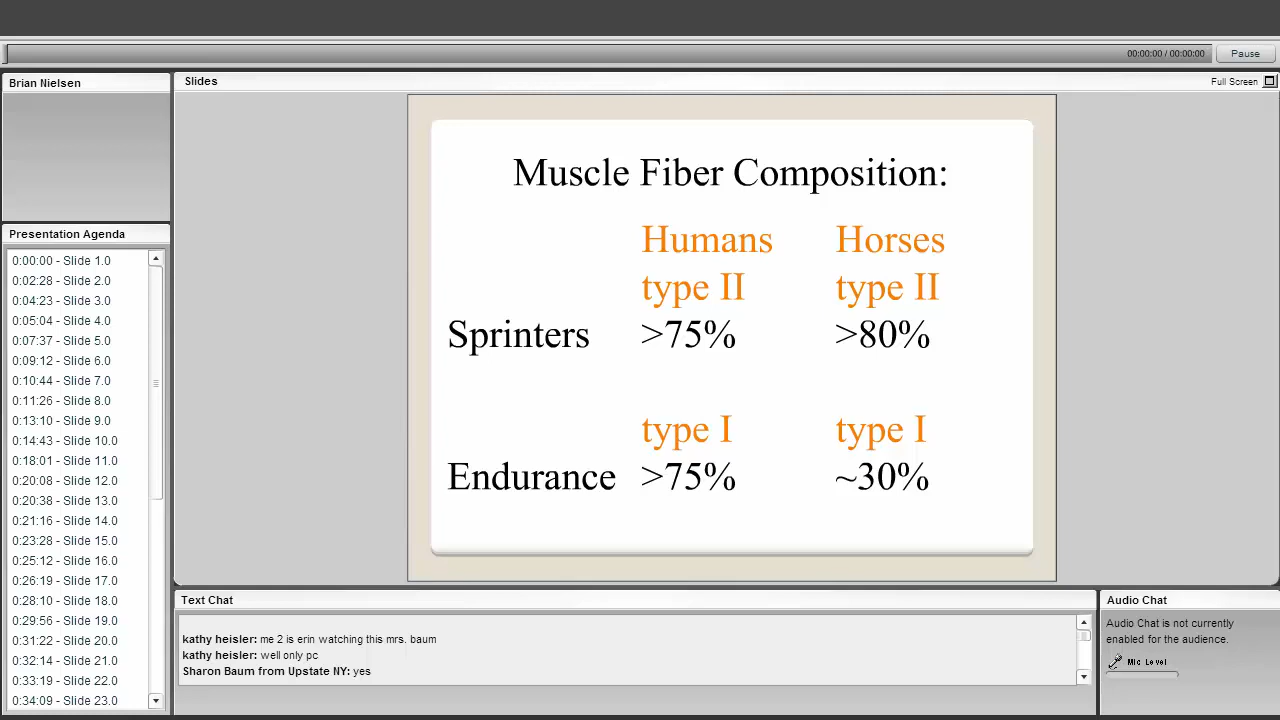 00:00:00 / 00:00:00
Pause
Brian Nielsen
Slides
Full Screen
Presentation Agenda
0:00:00 - Slide 1.0
0:02:28 - Slide 2.0
0:04:23 - Slide 3.0
0:05:04 - Slide 4.0
0:07:37 - Slide 5.0
0:09:12 - Slide 6.0
0:10:44 - Slide 7.0
0:11:26 - Slide 8.0
0:13:10 - Slide 9.0
0:14:43 - Slide 10.0
0:18:01 - Slide 11.0
0:20:08 - Slide 12.0
0:20:38 - Slide 13.0
0:21:16 - Slide 14.0
0:23:28 - Slide 15.0
0:25:12 - Slide 16.0
0:26:19 - Slide 17.0
0:28:10 - Slide 18.0
0:29:56 - Slide 19.0
0:31:22 - Slide 20.0
0:32:14 - Slide 21.0
0:33:19 - Slide 22.0
0:34:09 - Slide 23.0
Muscle Fiber Composition:
Humans Horses
type II type II
Sprinters >75% >80%
type I type I
Endurance >75% ~30%
Text Chat
kathy heisler: me 2 is erin watching this mrs. baum
kathy heisler: well only pc
Sharon Baum from Upstate NY: yes
Audio Chat
Audio Chat is not currently
enabled for the audience.
Mic Level